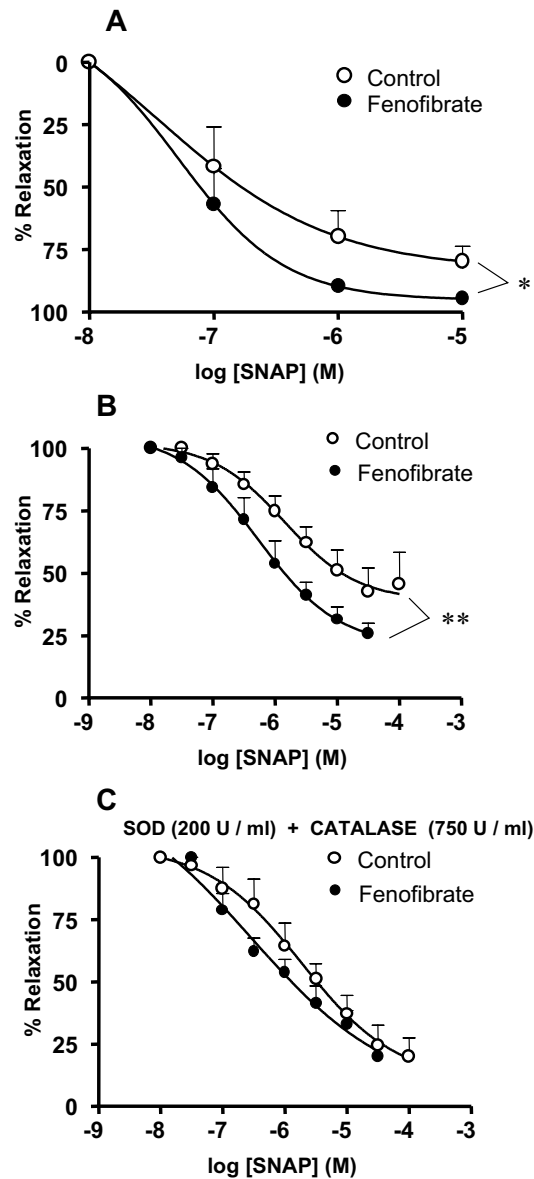 A
Control
Fenofibrate
% Relaxation
0
25
50
75
100
*
-8 -7 -6 -5
log [SNAP] (M)
B
Control
Fenofibrate
% Relaxation
100
75
50
25
0
**
-9 -8 -7 -6 -5 -4 -3
log [SNAP] (M)
C
SOD (200 U / ml) + CATALASE (750 U / ml)
Control
Fenofibrate
% Relaxation
100
75
50
25
0
-9 -8 -7 -6 -5 -4 -3
log [SNAP] (M)